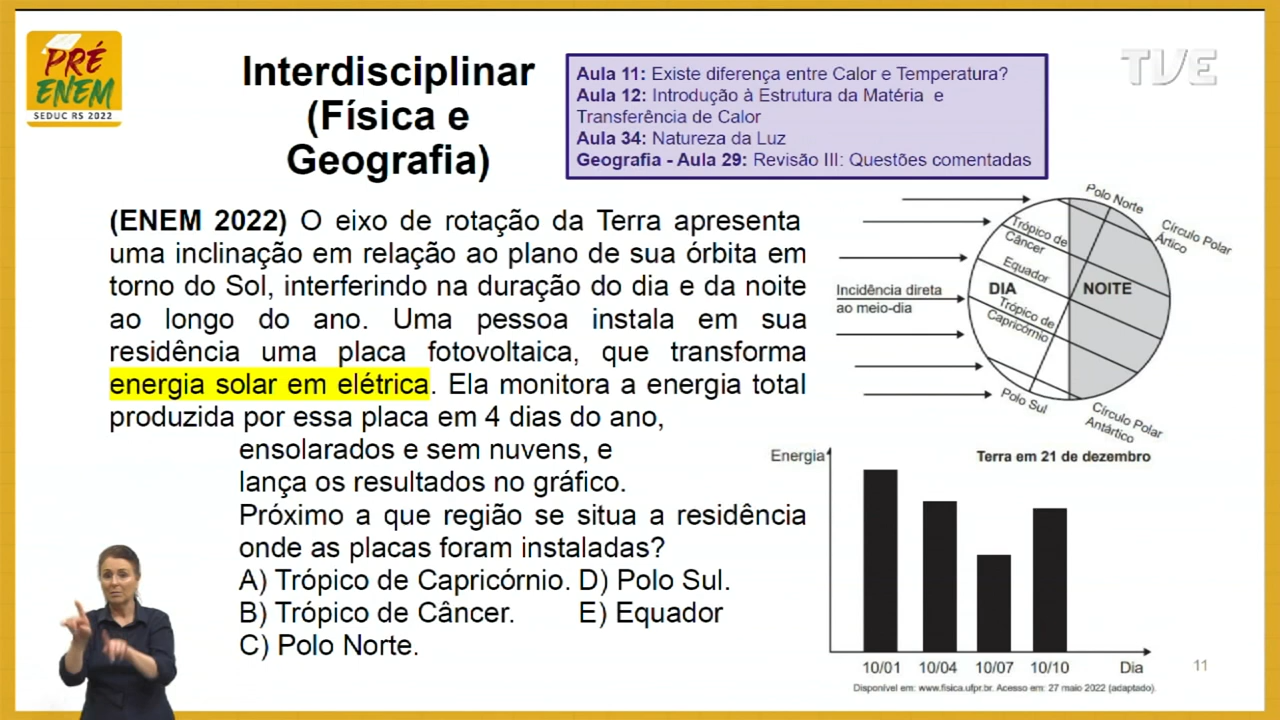 PRÉ
ENEM
SEDUC RS 2022
Interdisciplinar
(Física e
Geografia)
Aula 11: Existe diferença entre Calor e Temperatura?
Aula 12: Introdução à Estrutura da Matéria e
Transferência de Calor
Aula 34: Natureza da Luz
Geografia - Aula 29: Revisão III: Questões comentadas
TVE
(ENEM 2022) O eixo de rotação da Terra apresenta
uma inclinação em relação ao plano de sua órbita em
torno do Sol, interferindo na duração do dia e da noite
ao longo do ano. Uma pessoa instala em sua
residência uma placa fotovoltaica, que transforma
energia solar em elétrica. Ela monitora a energia total
produzida por essa placa em 4 dias do ano,
ensolarados e sem nuvens, e
lança os resultados no gráfico.
Próximo a que região se situa a residência
onde as placas foram instaladas?
A) Trópico de Capricórnio. D) Polo Sul.
B) Trópico de Câncer. E) Equador
C) Polo Norte.
Polo Norte
Círculo Polar
Ártico
Trópico de
Câncer
Equador
Incidência direta
ao meio-dia
DIA
NOITE
Trópico de
Capricórnio
Polo Sul
Círculo Polar
Antártico
Energia
Terra em 21 de dezembro
10/01 10/04 10/07 10/10 Dia
Disponível em: www.fisica.ufpr.br. Acesso em: 27 maio 2022 (adaptado).
11